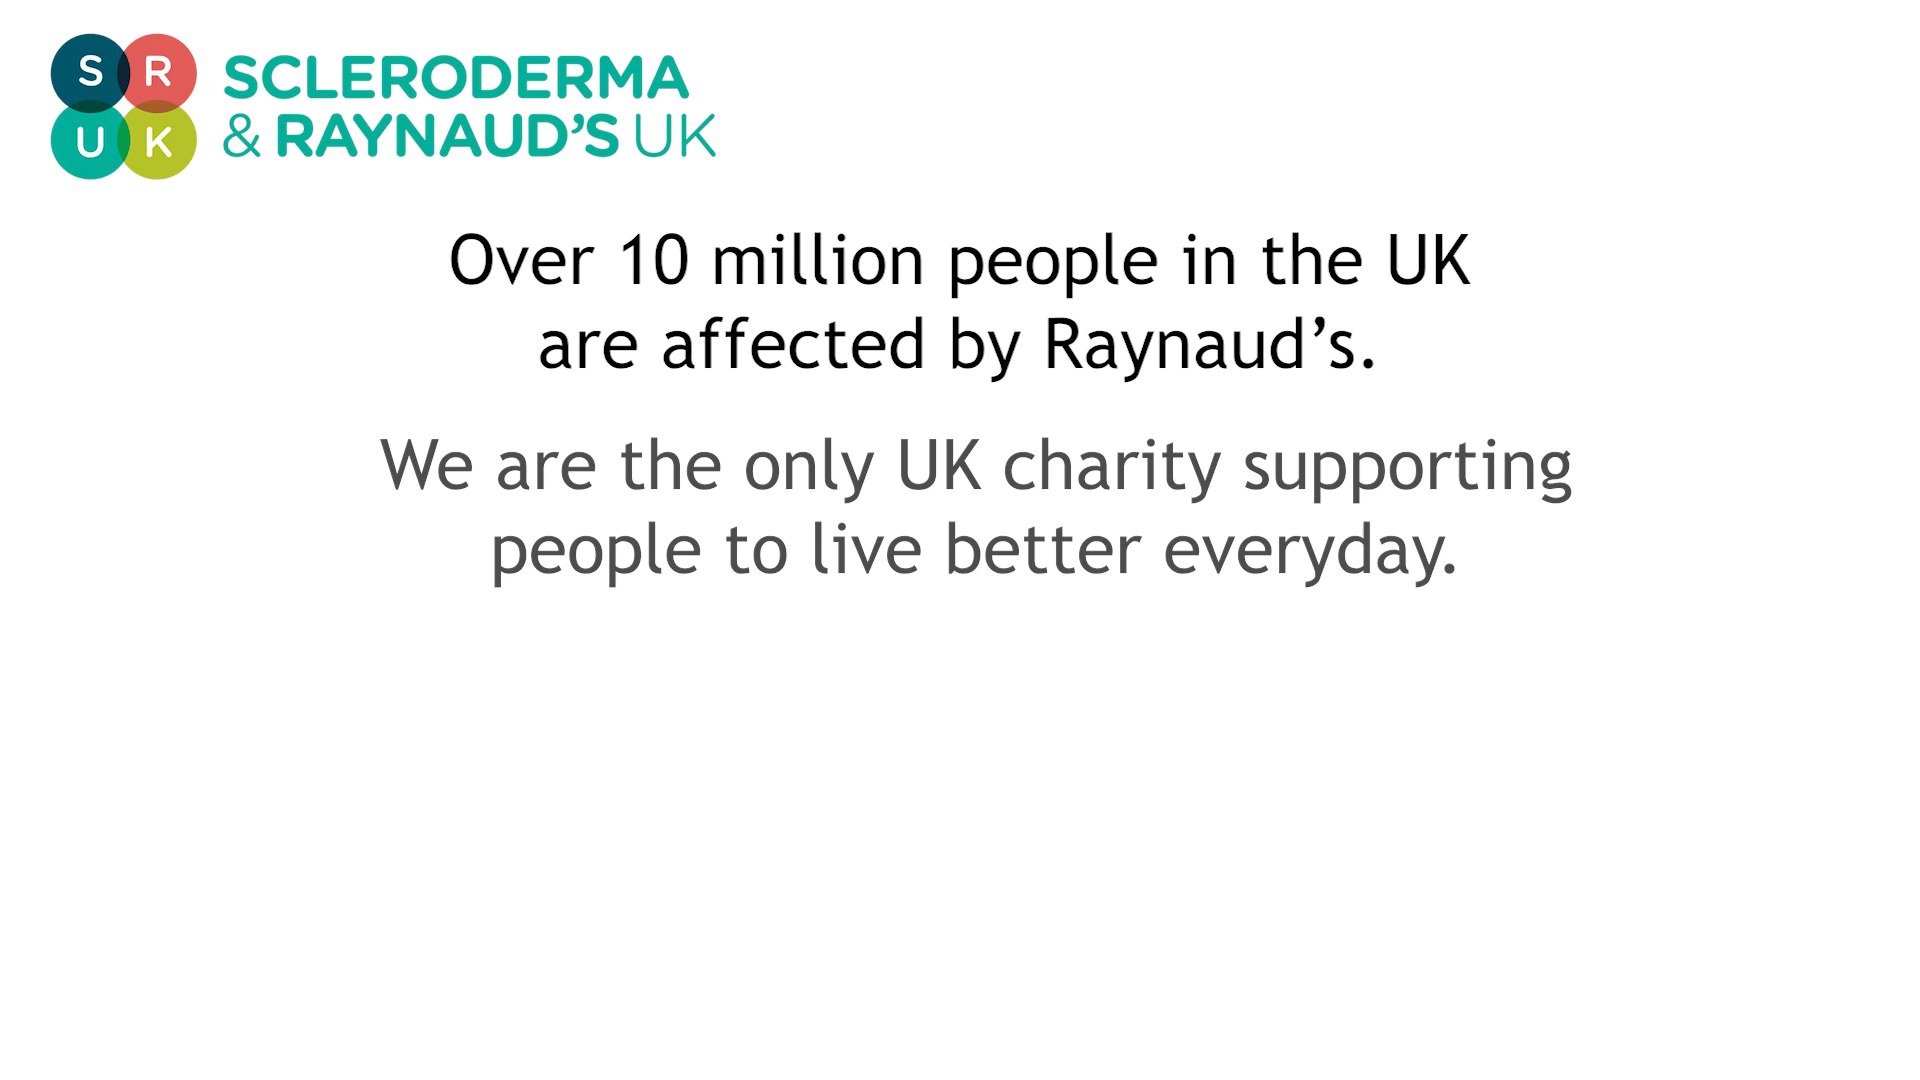 S R
U K
SCLERODERMA
& RAYNAUD’S UK
Over 10 million people in the UK
are affected by Raynaud’s.
We are the only UK charity supporting
people to live better everyday.